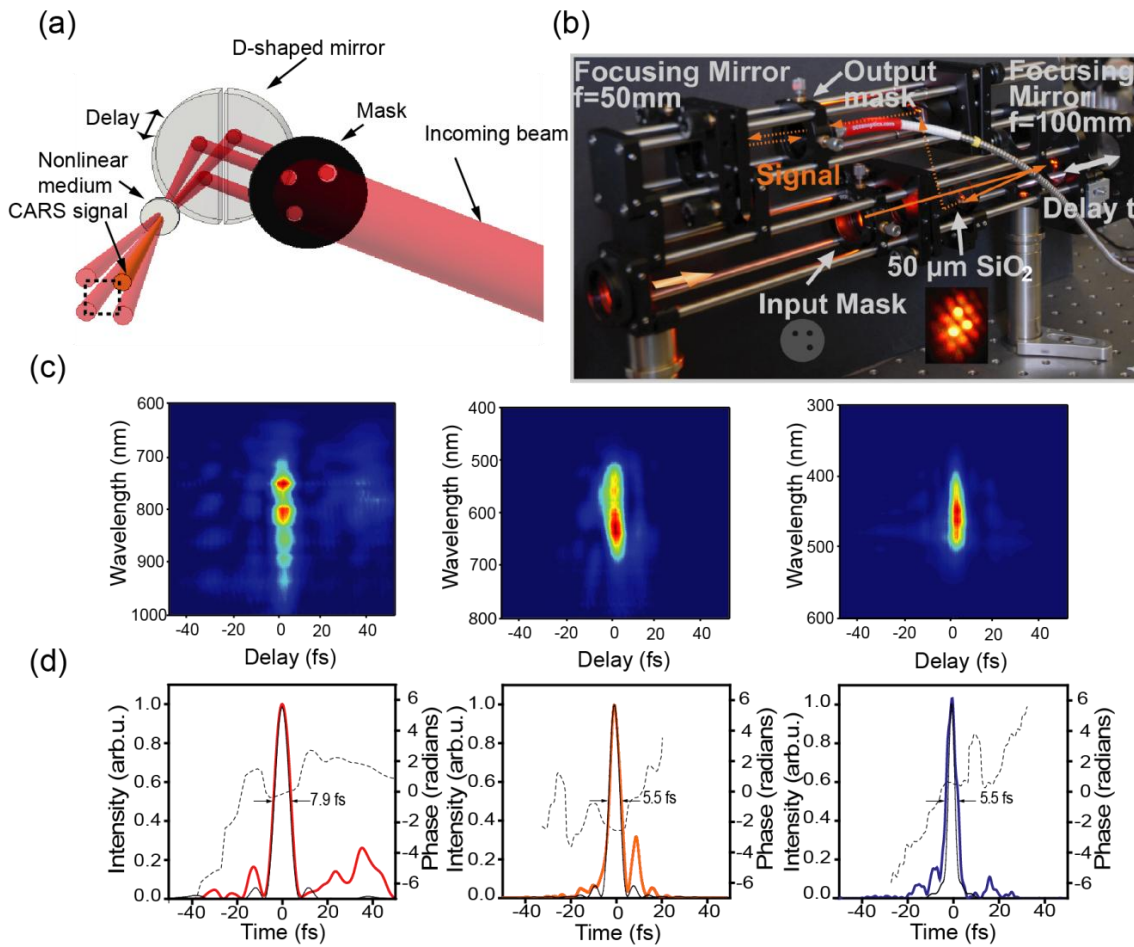 (a)
D-shaped mirror
Delay
Mask
Incoming beam
Nonlinear
medium
CARS signal
(b)
Focusing Mirror
f=50mm
Output
mask
Focusing
Mirror
f=100mm
Signal
Delay t
50 µm SiO₂
Input Mask
(c)
Wavelength (nm)
600
700
800
900
1000
-40 -20 0 20 40
Delay (fs)
Wavelength (nm)
400
500
600
700
800
-40 -20 0 20 40
Delay (fs)
Wavelength (nm)
300
400
500
600
-40 -20 0 20 40
Delay (fs)
(d)
Intensity (arb.u.)
1.0
0.8
0.6
0.4
0.2
0.0
7.9 fs
6
4
2
0
-2
-4
-6
Phase (radians)
-40 -20 0 20 40
Time (fs)
Intensity (arb.u.)
1.0
0.8
0.6
0.4
0.2
0.0
5.5 fs
6
4
2
0
-2
-4
-6
Phase (radians)
-50 0 50
Time (fs)
Intensity (arb.u.)
1.0
0.8
0.6
0.4
0.2
0.0
5.5 fs
6
4
2
0
-2
-4
-6
Phase (radians)
-50 0 50
Time (fs)